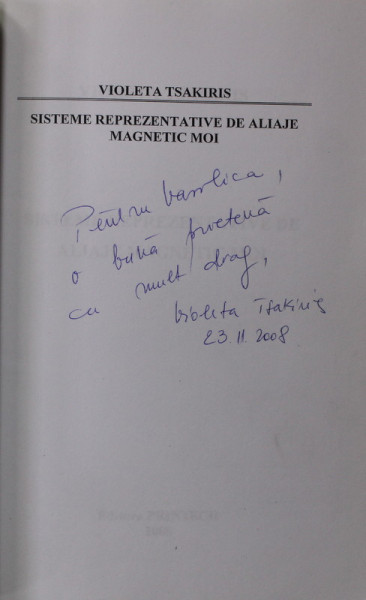 VIOLETA TSAKIRIS
SISTEME REPREZENTATIVE DE ALIAJE
MAGNETIC MOI
Pentru Vasilica,
o bună prietenă
cu mult drag,
Violeta Tsakiris
23.11.2008